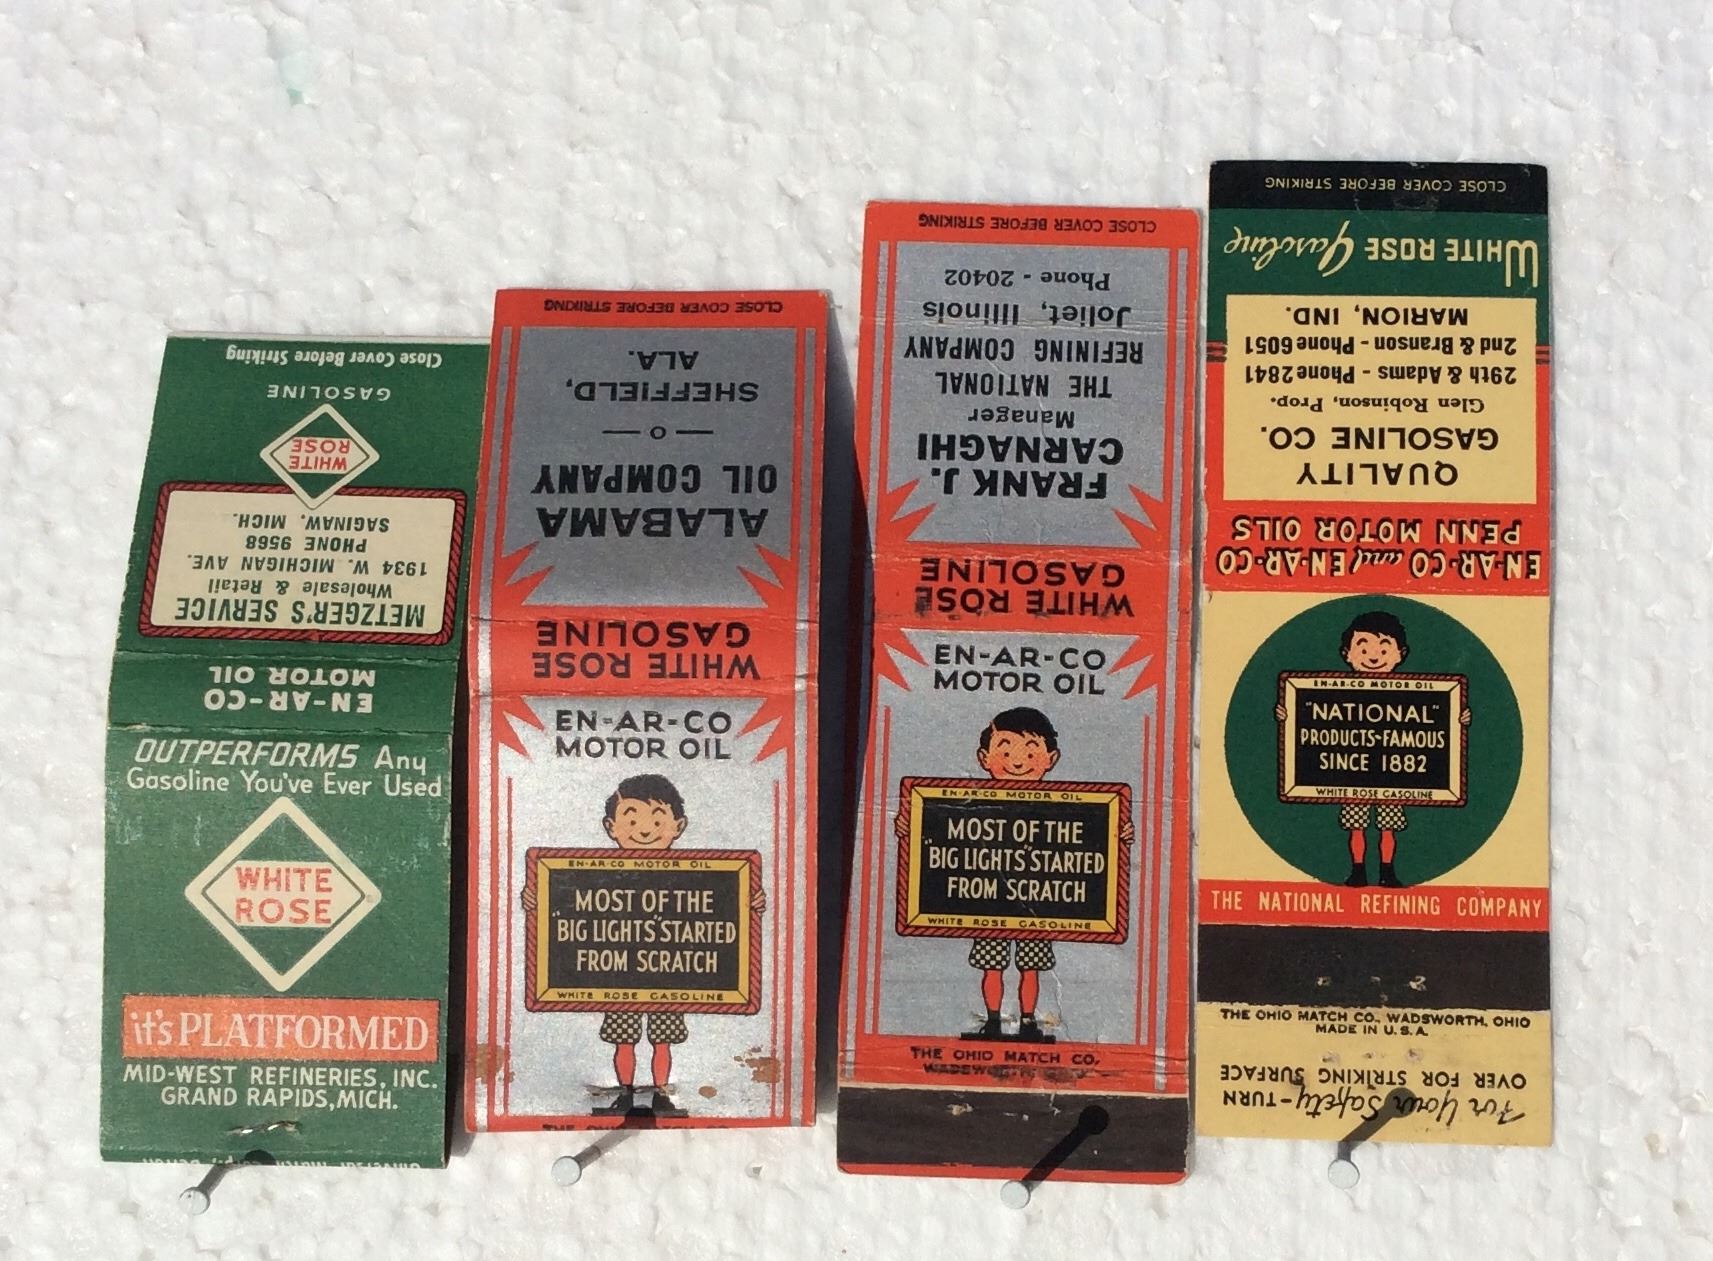 Close Cover Before Striking
GASOLINE
WHITE
ROSE
METZGER'S SERVICE
Wholesale & Retail
1934 W. MICHIGAN AVE.
PHONE 9568
SAGINAW, MICH.
EN-AR-CO
MOTOR OIL
OUTPERFORMS Any
Gasoline You've Ever Used
WHITE
ROSE
it's PLATFORMED
MID-WEST REFINERIES, INC.
GRAND RAPIDS, MICH.
CLOSE COVER BEFORE STRIKING
ALABAMA
OIL COMPANY
— o —
SHEFFIELD,
ALA.
WHITE ROSE
GASOLINE
EN-AR-CO
MOTOR OIL
EN-AR-CO MOTOR OIL
MOST OF THE
"BIG LIGHTS" STARTED
FROM SCRATCH
WHITE ROSE GASOLINE
THE OHIO MATCH CO.
CLOSE COVER BEFORE STRIKING
FRANK J.
CARNAGHI
Manager
THE NATIONAL
REFINING COMPANY
Joliet, Illinois
Phone - 20402
WHITE ROSE
GASOLINE
EN-AR-CO
MOTOR OIL
EN-AR-CO MOTOR OIL
MOST OF THE
"BIG LIGHTS" STARTED
FROM SCRATCH
WHITE ROSE GASOLINE
THE OHIO MATCH CO.
WADSWORTH,
CLOSE COVER BEFORE STRIKING
WHITE ROSE Gasoline
QUALITY
GASOLINE CO.
Glen Robinson, Prop.
29th & Adams - Phone 2841
2nd & Branson - Phone 6051
MARION, IND.
EN-AR-CO and EN-AR-CO
PENN MOTOR OILS
EN-AR-CO MOTOR OIL
"NATIONAL"
PRODUCTS-FAMOUS
SINCE 1882
WHITE ROSE GASOLINE
THE NATIONAL REFINING COMPANY
THE OHIO MATCH CO., WADSWORTH, OHIO
MADE IN U.S.A.
For Your Safety-TURN
OVER FOR STRIKING SURFACE